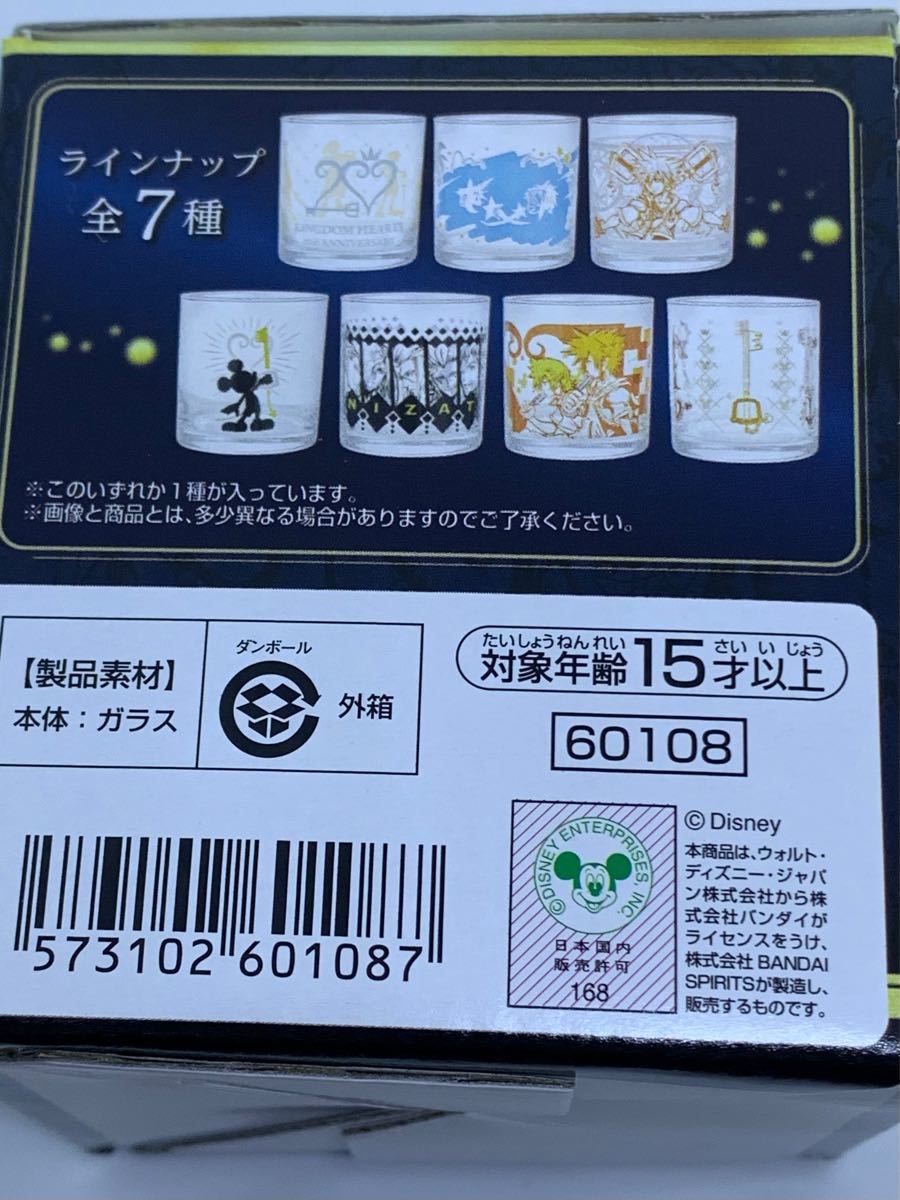 ラインナップ
全7種
KINGDOM HEARTS
20TH ANNIVERSARY
NIZAT
※このいずれか1種が入っています。
※画像と商品とは、多少異なる場合がありますのでご了承ください。
【製品素材】
本体：ガラス
ダンボール
外箱
たいしょうねんれい さいいじょう
対象年齢15才以上
60108
573102 601087
©DISNEY ENTERPRISES, INC.
日本国内
販売許可
168
© Disney
本商品は、ウォルト・
ディズニー・ジャパ
ン株式会社から株
式会社バンダイが
ライセンスをうけ、
株式会社 BANDAI
SPIRITSが製造し、
販売するものです。